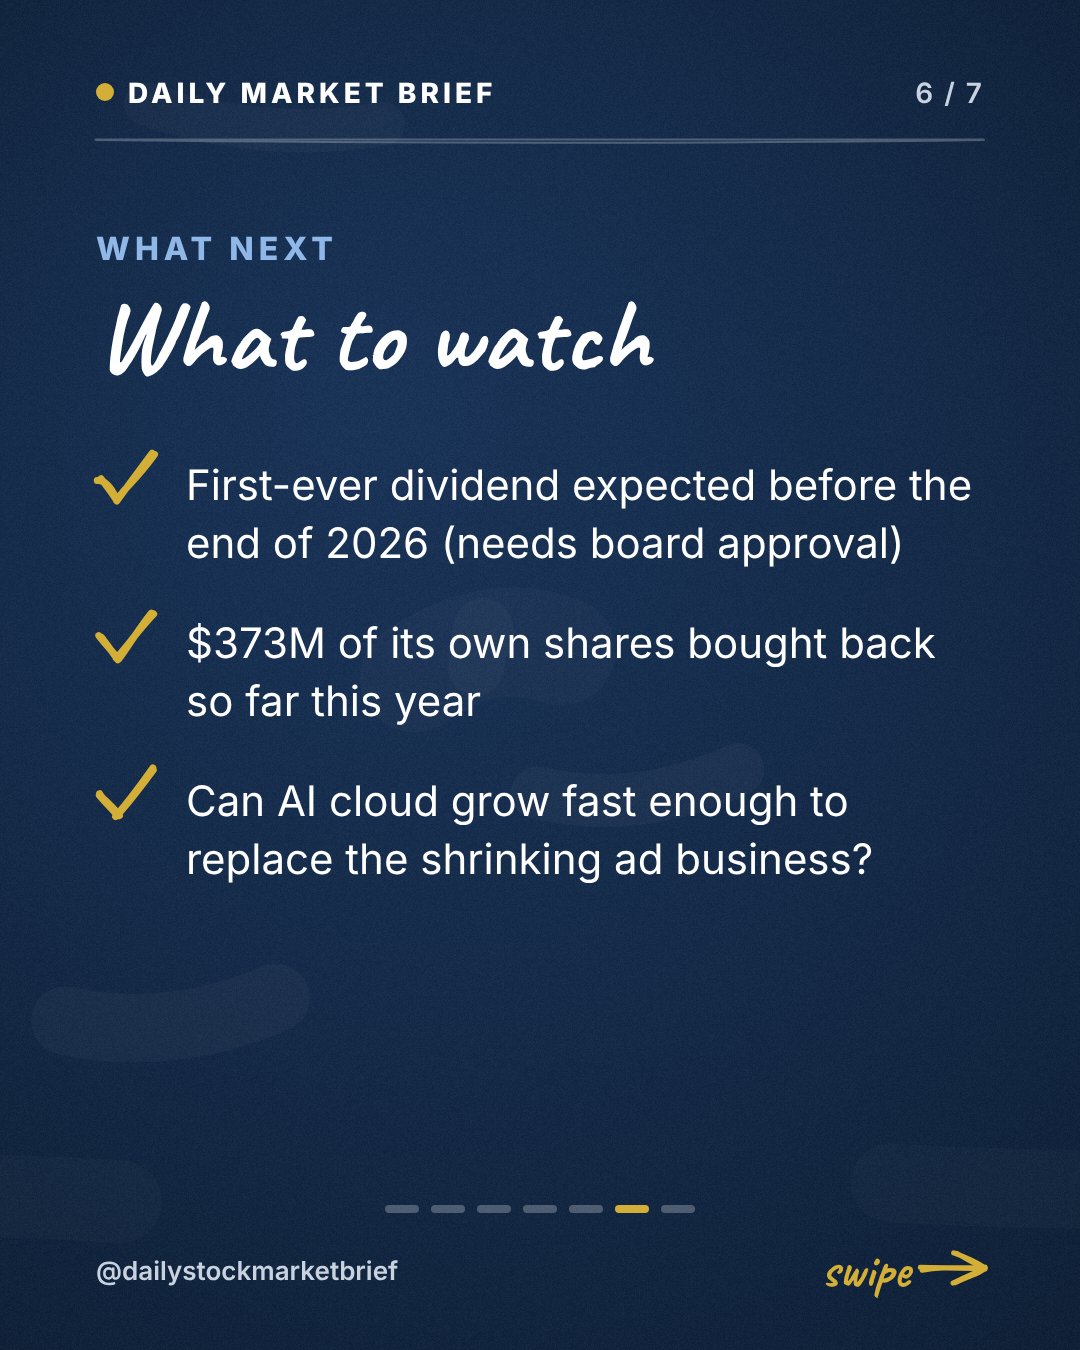 DAILY MARKET BRIEF
6 / 7
WHAT NEXT
What to watch
First-ever dividend expected before the
end of 2026 (needs board approval)
$373M of its own shares bought back
so far this year
Can AI cloud grow fast enough to
replace the shrinking ad business?
@dailystockmarketbrief
swipe